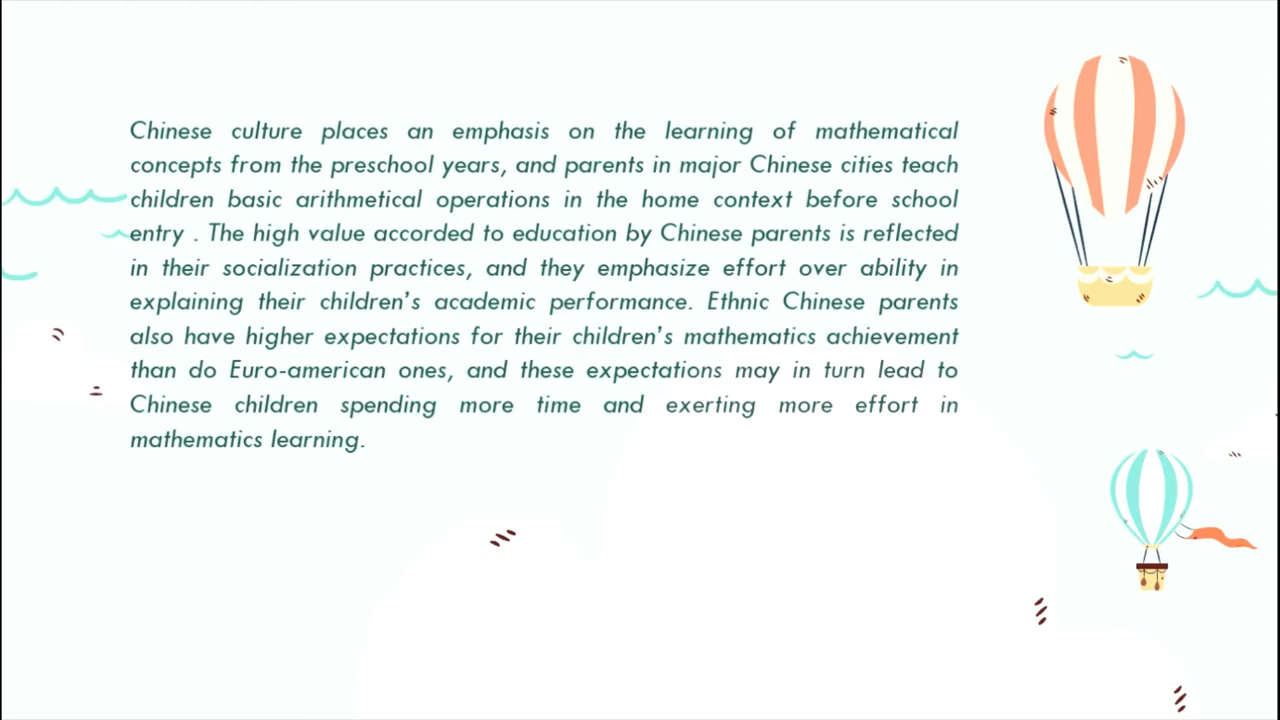 Chinese culture places an emphasis on the learning of mathematical
concepts from the preschool years, and parents in major Chinese cities teach
children basic arithmetical operations in the home context before school
entry . The high value accorded to education by Chinese parents is reflected
in their socialization practices, and they emphasize effort over ability in
explaining their children’s academic performance. Ethnic Chinese parents
also have higher expectations for their children’s mathematics achievement
than do Euro-american ones, and these expectations may in turn lead to
Chinese children spending more time and exerting more effort in
mathematics learning.